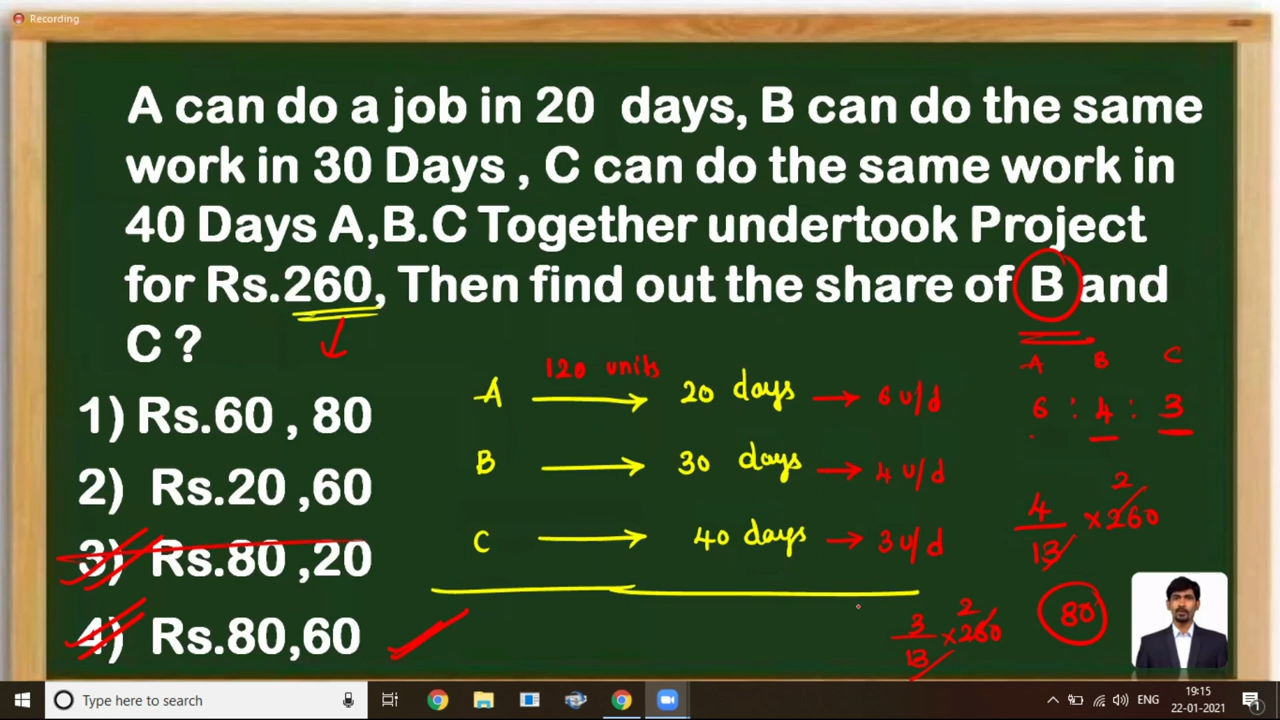 Recording
A can do a job in 20 days, B can do the same
work in 30 Days , C can do the same work in
40 Days A,B.C Together undertook Project
for Rs.260, Then find out the share of B and
C ?
1) Rs.60 , 80
2) Rs.20 ,60
3) Rs.80 ,20
4) Rs.80,60
120 units
A → 20 days → 6 u/d
B → 30 days → 4 u/d
C → 40 days → 3 u/d
A B C
6 : 4 : 3
2
4/13 × 260
80
2
3/13 × 260
Type here to search
ENG
19:15
22-01-2021
1